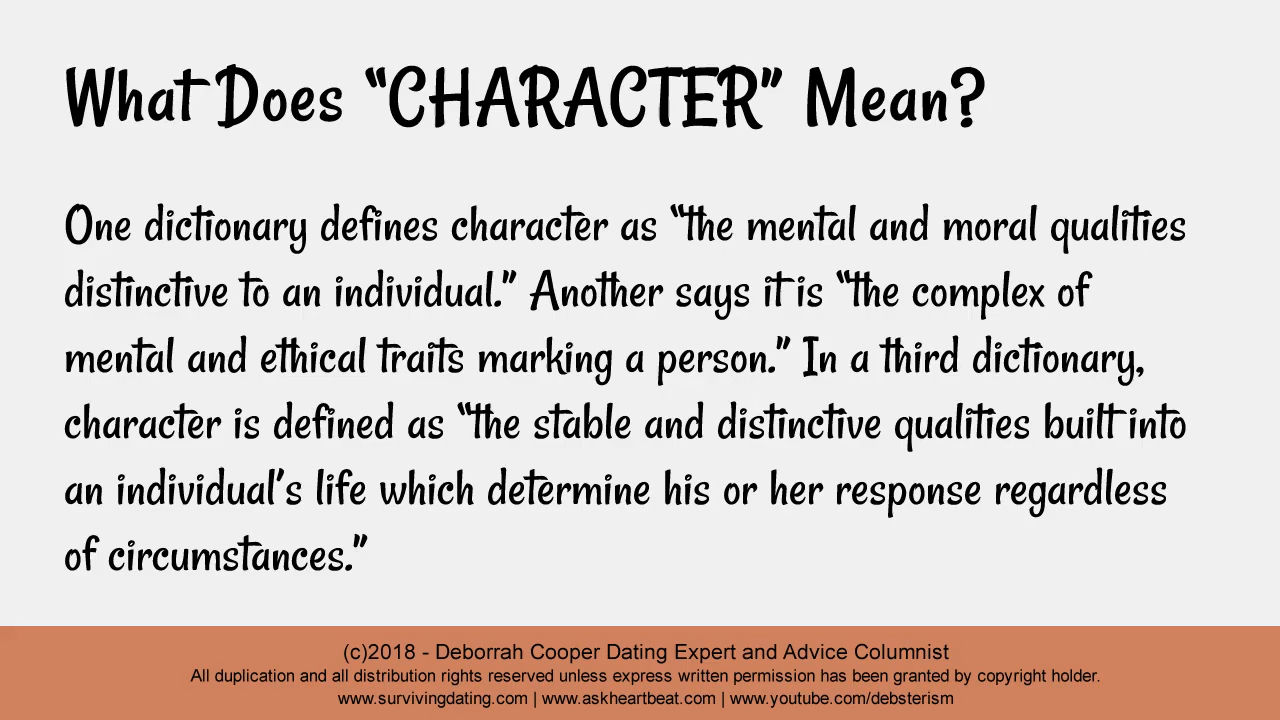 What Does “CHARACTER” Mean?
One dictionary defines character as “the mental and moral qualities
distinctive to an individual.” Another says it is “the complex of
mental and ethical traits marking a person.” In a third dictionary,
character is defined as “the stable and distinctive qualities built into
an individual’s life which determine his or her response regardless
of circumstances.”
(c)2018 - Deborrah Cooper Dating Expert and Advice Columnist
All duplication and all distribution rights reserved unless express written permission has been granted by copyright holder.
www.survivingdating.com | www.askheartbeat.com | www.youtube.com/debsterism